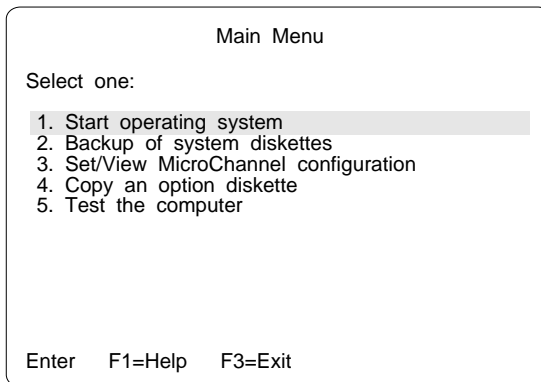 Main Menu
Select one:
1. Start operating system
2. Backup of system diskettes
3. Set/View MicroChannel configuration
4. Copy an option diskette
5. Test the computer
Enter F1=Help F3=Exit